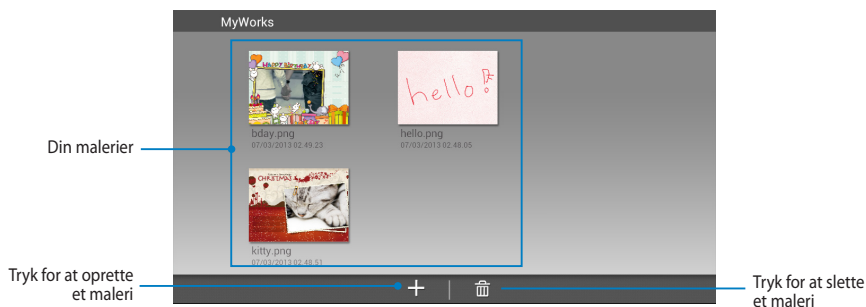 MyWorks
HAPPY BIRTHDAY
hello!
bday.png
07/03/2013 02.49.23
hello.png
07/03/2013 02.48.05
Din malerier
CHRISTMAS
kitty.png
07/03/2013 02.48.51
Tryk for at oprette
et maleri
Tryk for at slette
et maleri